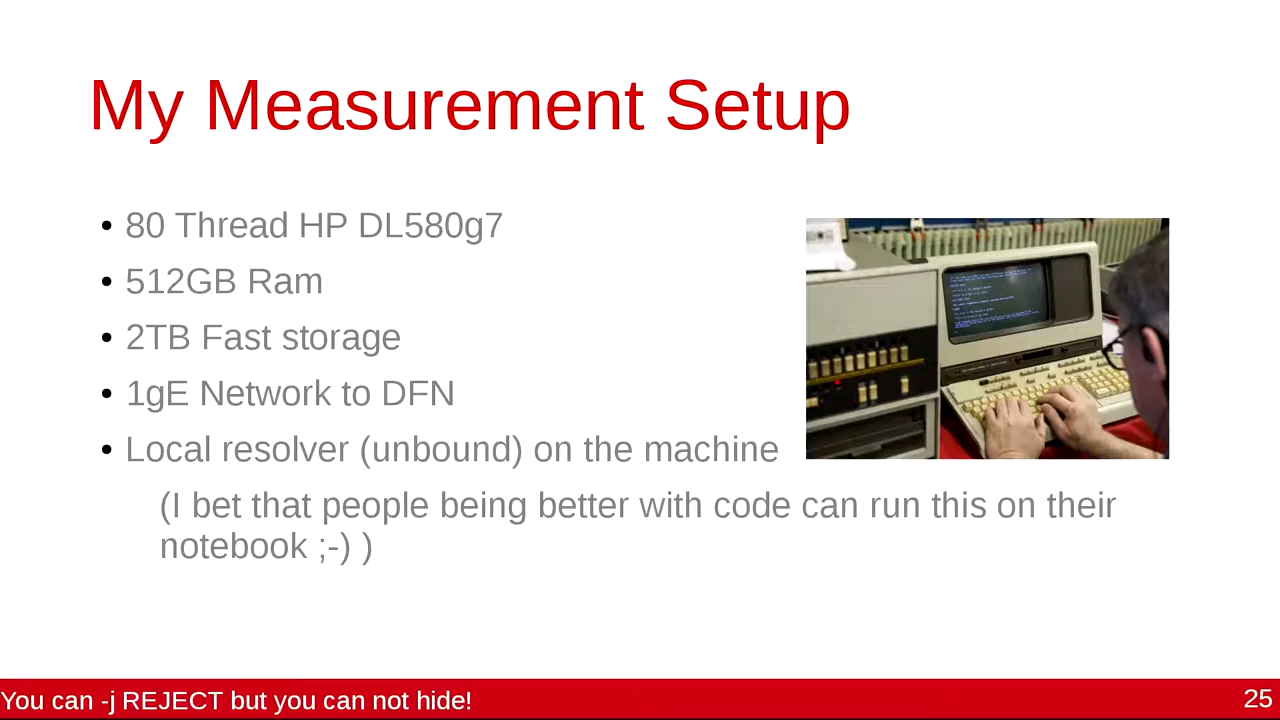 My Measurement Setup
• 80 Thread HP DL580g7
• 512GB Ram
• 2TB Fast storage
• 1gE Network to DFN
• Local resolver (unbound) on the machine
(I bet that people being better with code can run this on their
notebook ;-) )
You can -j REJECT but you can not hide!
25